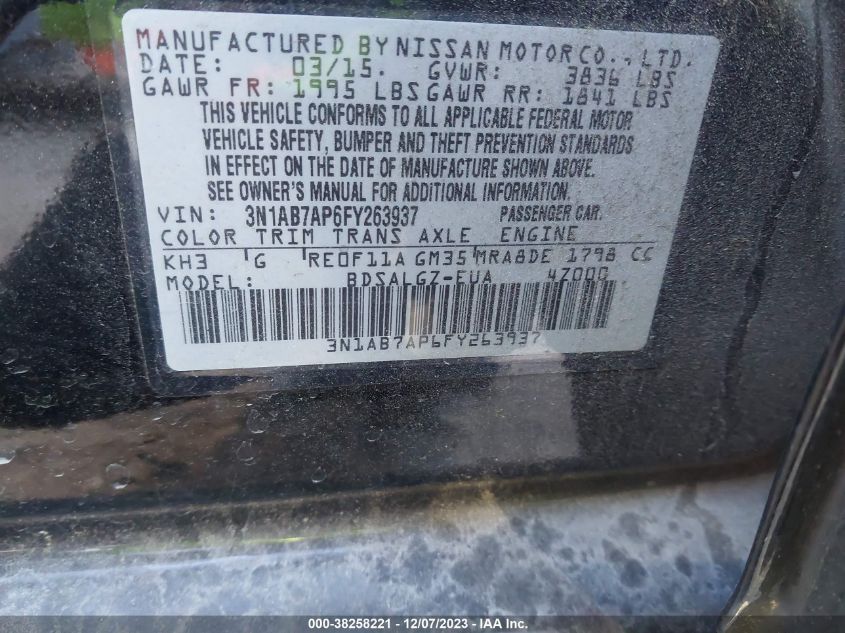 MANUFACTURED BY NISSAN MOTOR CO., LTD.
DATE: 03/15. GVWR: 3836 LBS
GAWR FR: 1995 LBS GAWR RR: 1841 LBS
THIS VEHICLE CONFORMS TO ALL APPLICABLE FEDERAL MOTOR
VEHICLE SAFETY, BUMPER AND THEFT PREVENTION STANDARDS
IN EFFECT ON THE DATE OF MANUFACTURE SHOWN ABOVE.
SEE OWNER'S MANUAL FOR ADDITIONAL INFORMATION.
VIN: 3N1AB7AP6FY263937 PASSENGER CAR.
COLOR TRIM TRANS AXLE ENGINE
KH3 G RE0F11A GM35 MRA8DE 1798 CC
MODEL: BDSALGZ-EUA 4Z000
3N1AB7AP6FY263937
000-38258221 - 12/07/2023 - IAA, Inc.